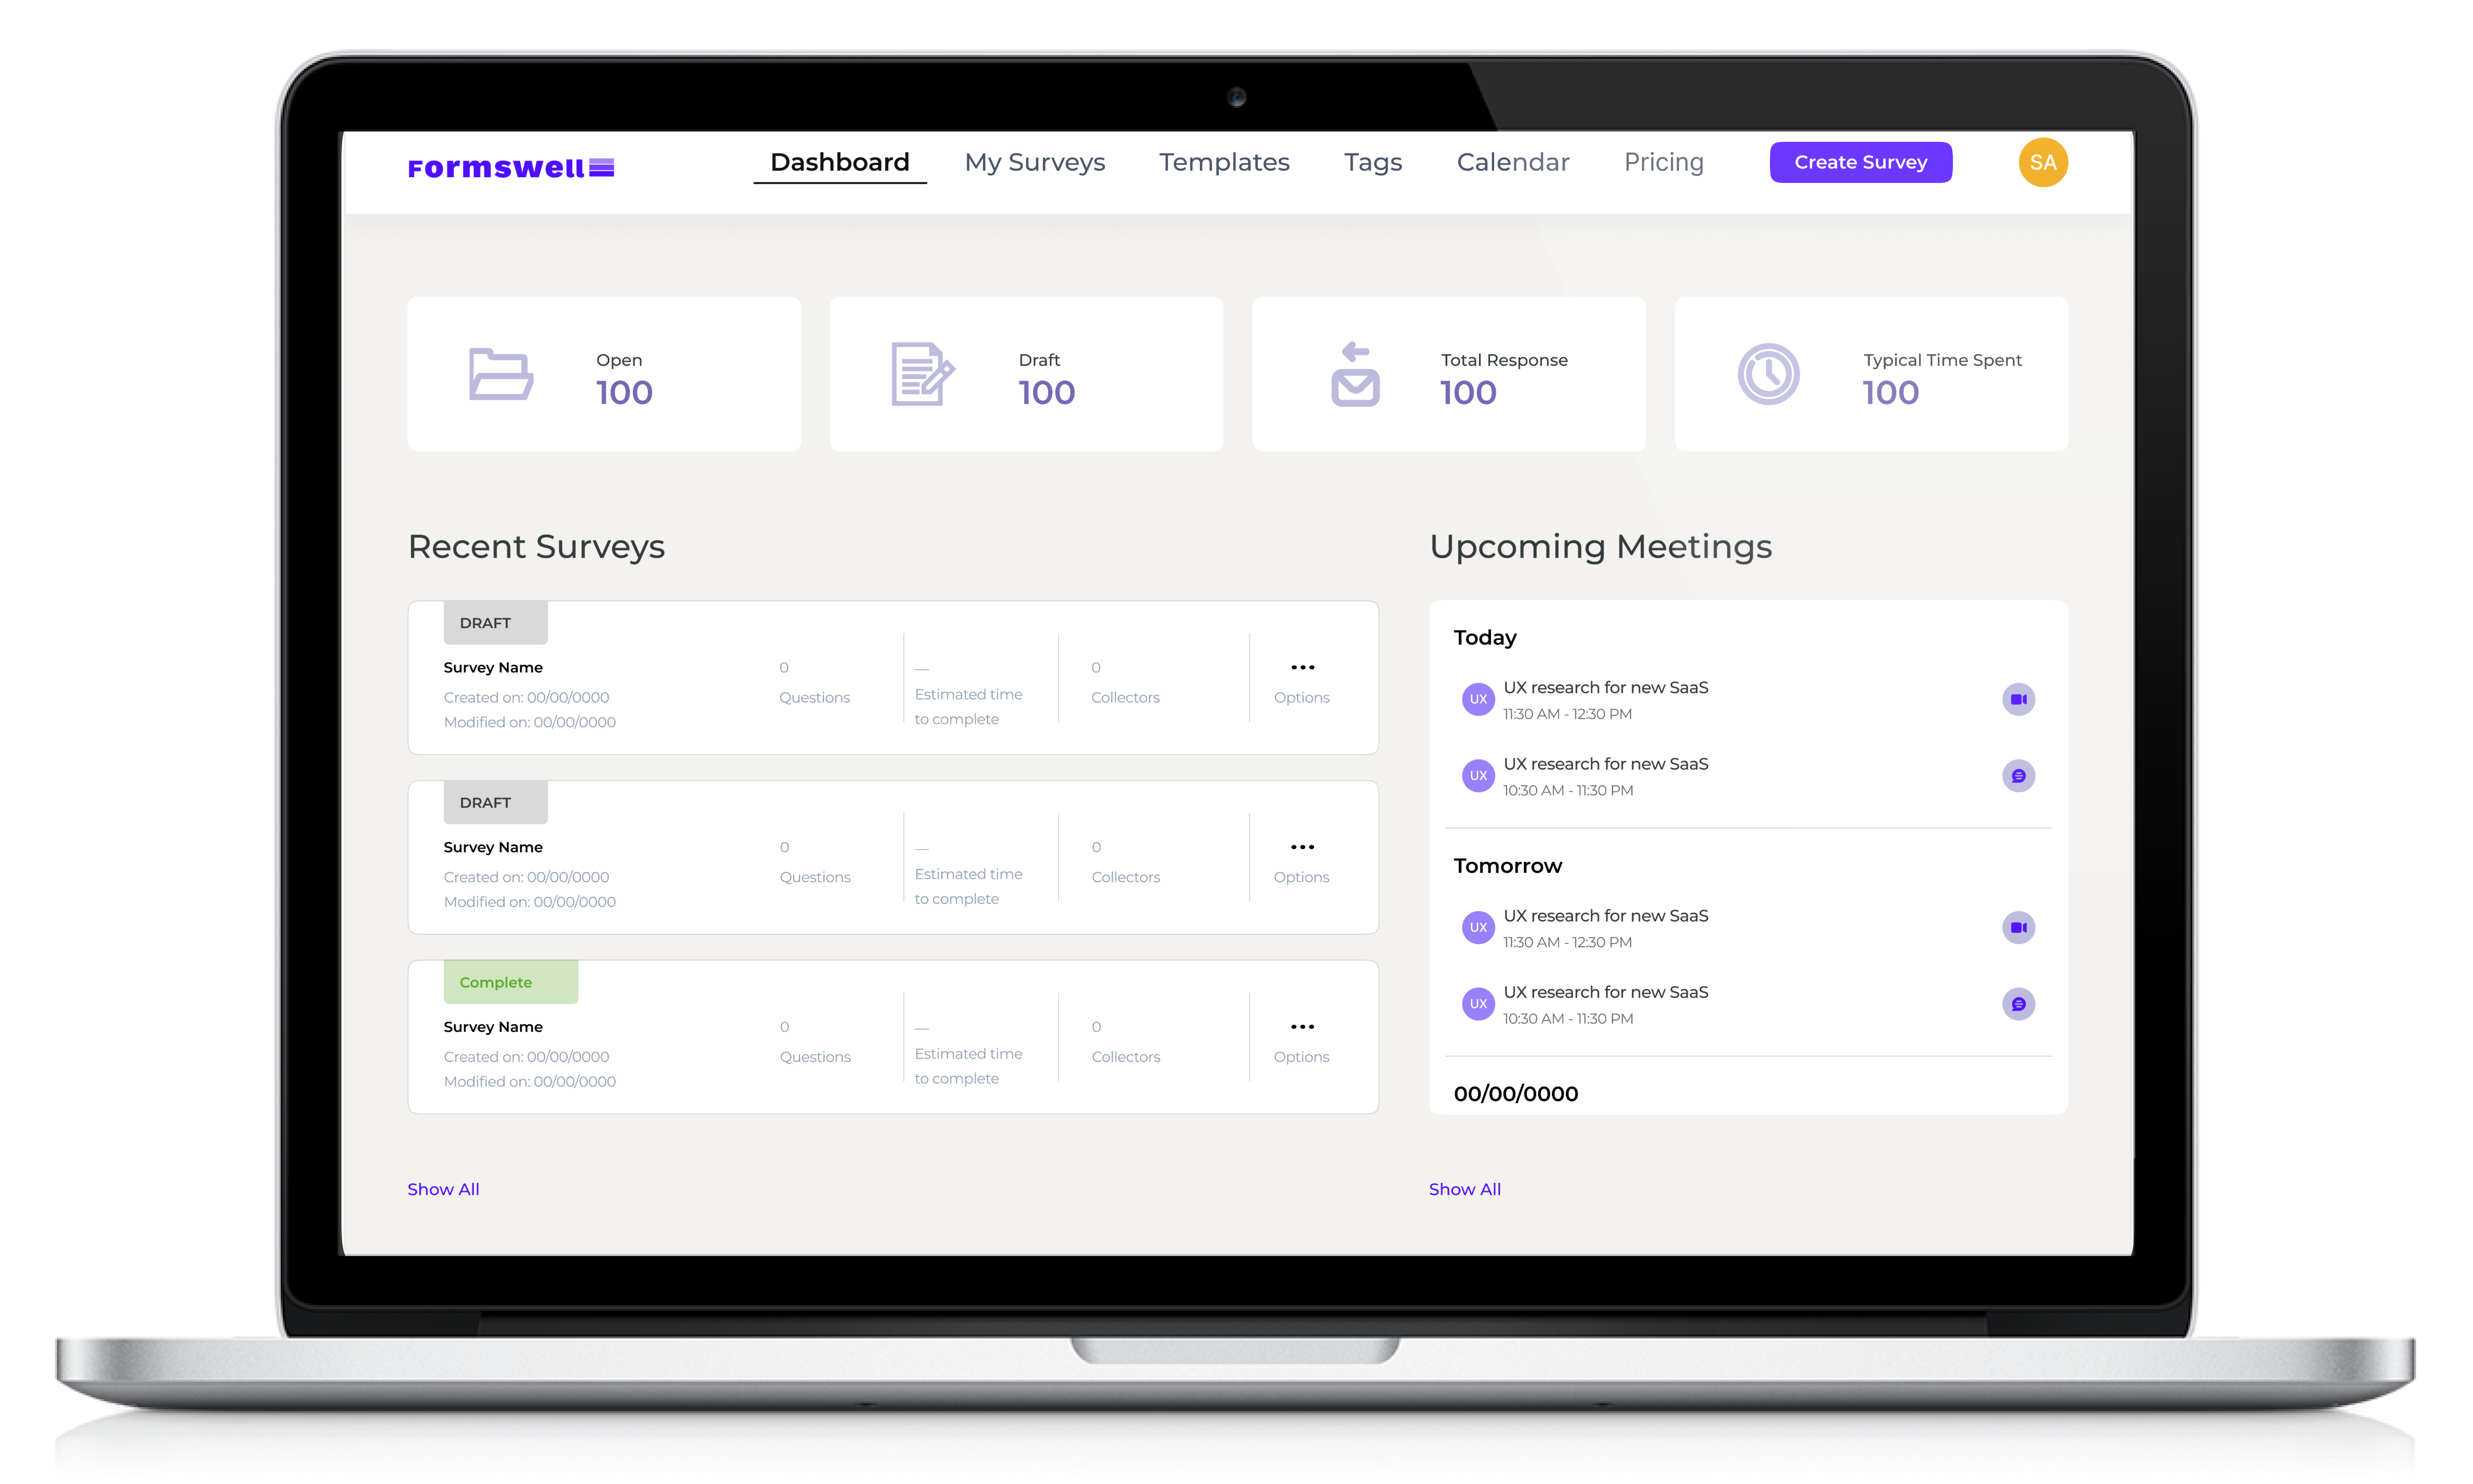 Formswell
Dashboard
My Surveys
Templates
Tags
Calendar
Pricing
Create Survey
SA
Open
100
Draft
100
Total Response
100
Typical Time Spent
100
Recent Surveys
DRAFT
Survey Name
Created on: 00/00/0000
Modified on: 00/00/0000
0
Questions
—
Estimated time
to complete
0
Collectors
•••
Options
DRAFT
Survey Name
Created on: 00/00/0000
Modified on: 00/00/0000
0
Questions
—
Estimated time
to complete
0
Collectors
•••
Options
Complete
Survey Name
Created on: 00/00/0000
Modified on: 00/00/0000
0
Questions
—
Estimated time
to complete
0
Collectors
•••
Options
Show All
Upcoming Meetings
Today
UX
UX research for new SaaS
11:30 AM - 12:30 PM
UX
UX research for new SaaS
10:30 AM - 11:30 PM
Tomorrow
UX
UX research for new SaaS
11:30 AM - 12:30 PM
UX
UX research for new SaaS
10:30 AM - 11:30 PM
00/00/0000
Show All